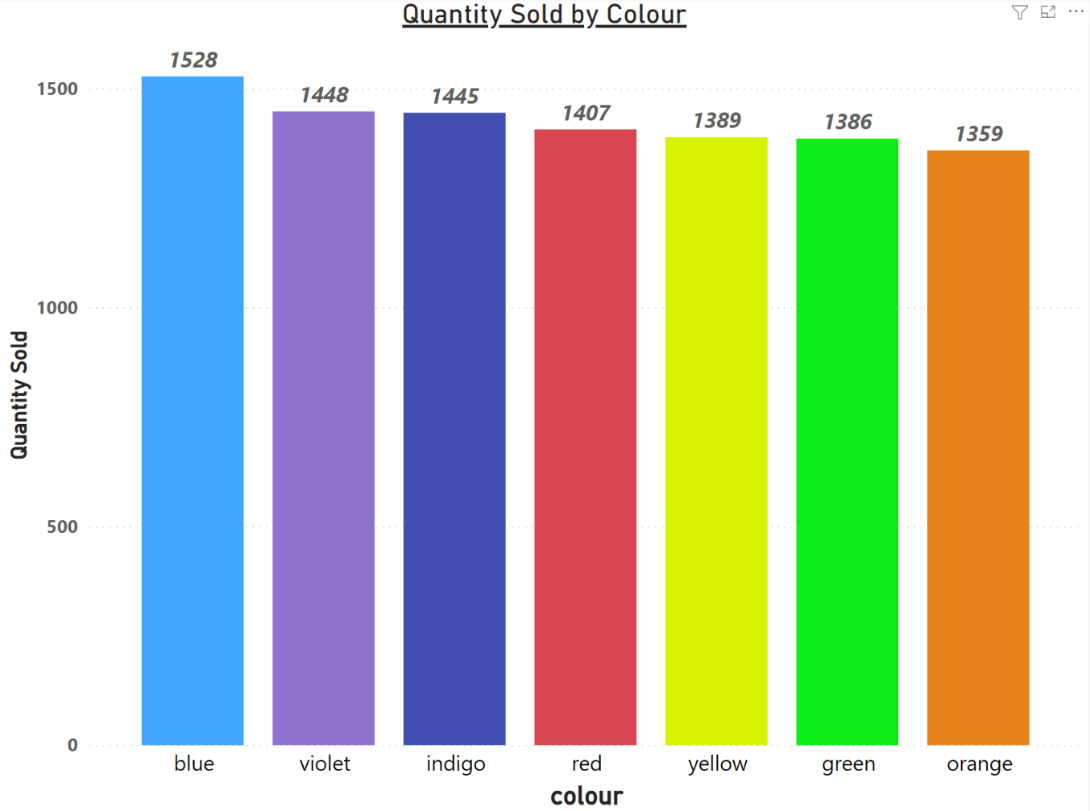 Quantity Sold by Colour
1528
1448
1445
1407
1389
1386
1359
1500
1000
500
0
Quantity Sold
blue
violet
indigo
red
yellow
green
orange
colour